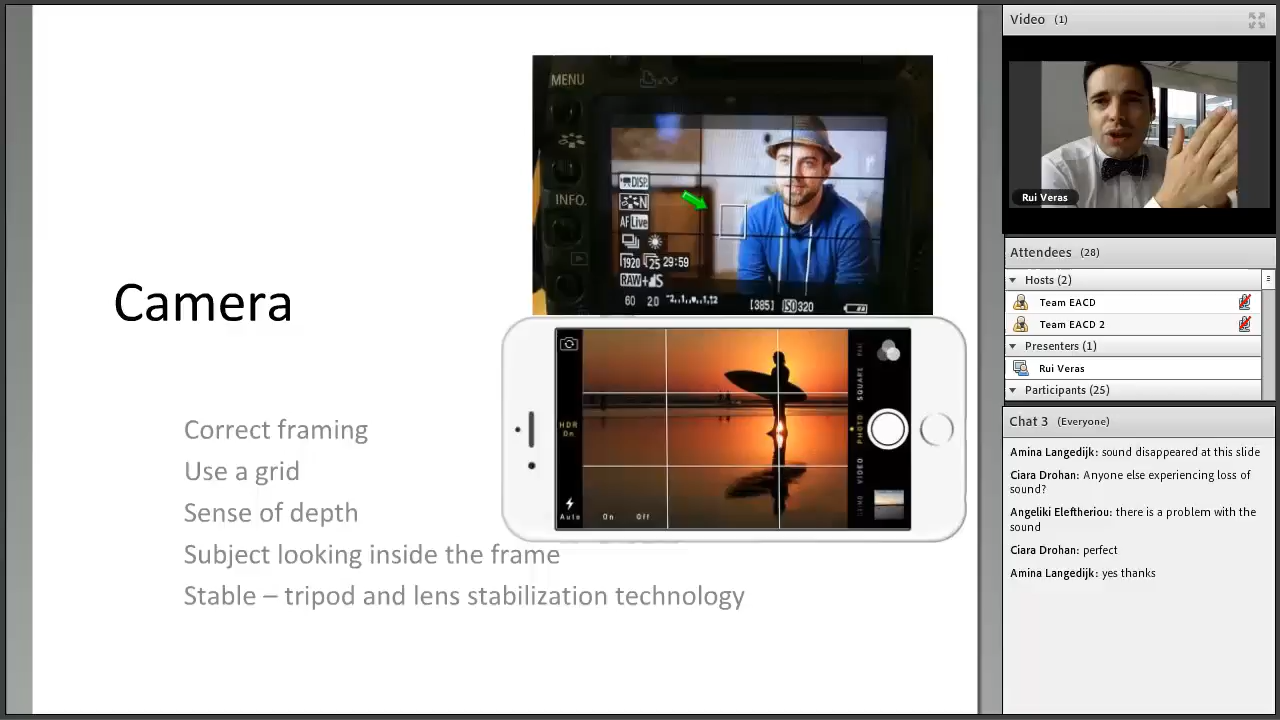 Camera
Correct framing
Use a grid
Sense of depth
Subject looking inside the frame
Stable – tripod and lens stabilization technology
MENU
INFO.
DISP.
N
AF Live
1920 25 29:59
RAW+
60 2.0
[385] ISO 320
HDR
On
Auto On Off
SQUARE
PHOTO
VIDEO
Video (1)
Rui Veras
Attendees (28)
Hosts (2)
Team EACD
Team EACD 2
Presenters (1)
Rui Veras
Participants (25)
Chat 3 (Everyone)
Amina Langedijk: sound disappeared at this slide
Ciara Drohan: Anyone else experiencing loss of
sound?
Angeliki Eleftheriou: there is a problem with the
sound
Ciara Drohan: perfect
Amina Langedijk: yes thanks